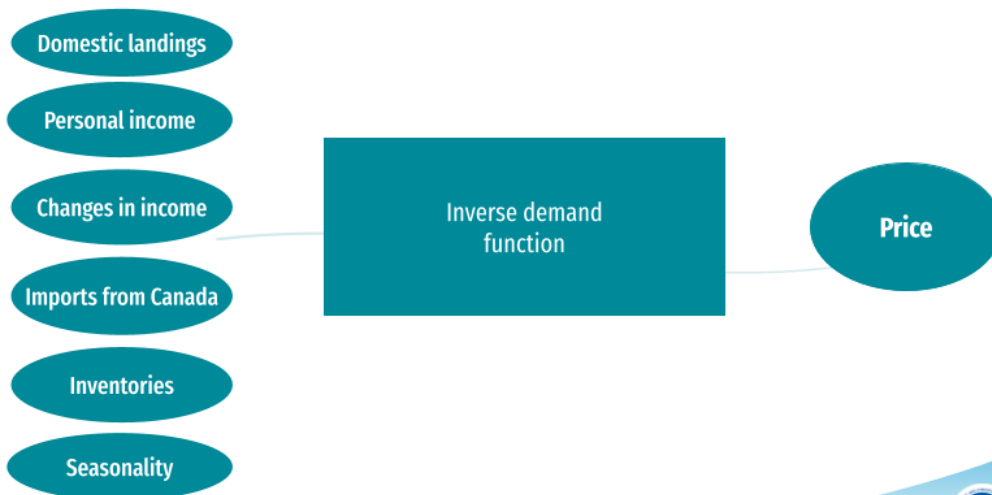 Domestic landings
Personal income
Changes in income
Imports from Canada
Inventories
Seasonality
Inverse demand
function
Price